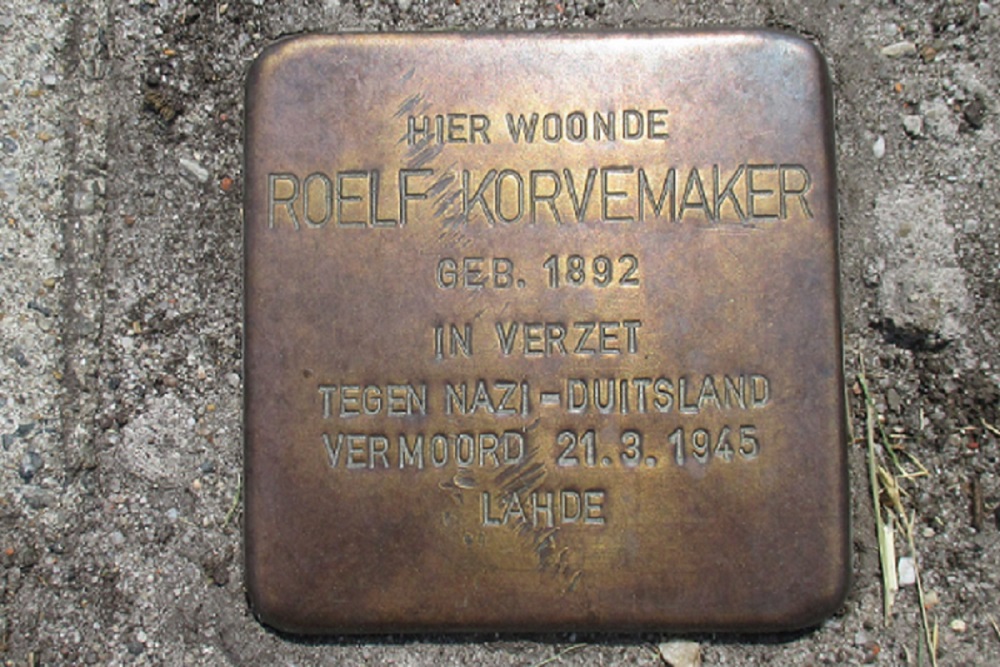 HIER WOONDE
ROELF KORVEMAKER
GEB. 1892
IN VERZET
TEGEN NAZI-DUITSLAND
VERMOORD 21.3.1945
LAHDE